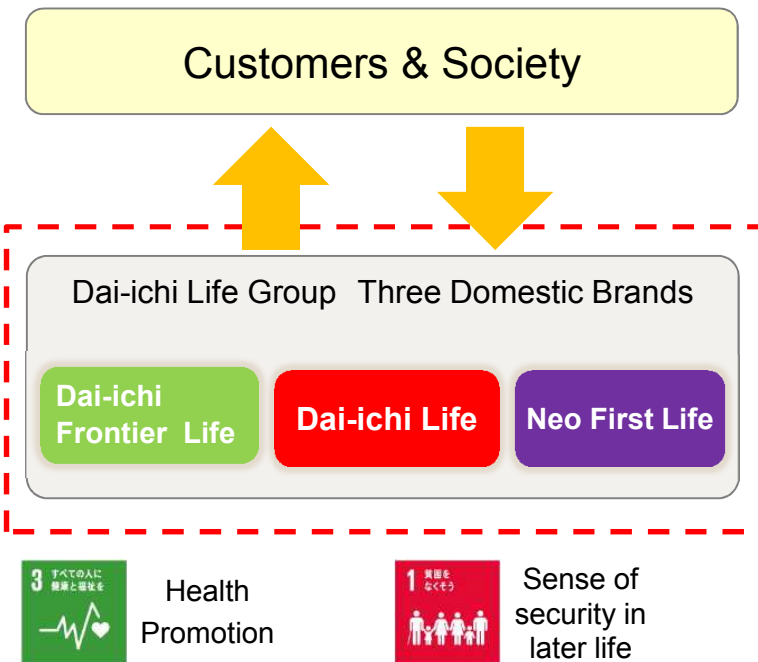 Customers & Society
Dai-ichi Life Group Three Domestic Brands
Dai-ichi
Frontier Life
Dai-ichi Life
Neo First Life
3 すべての人に
健康と福祉を
Health
Promotion
1 貧困を
なくそう
Sense of
security in
later life